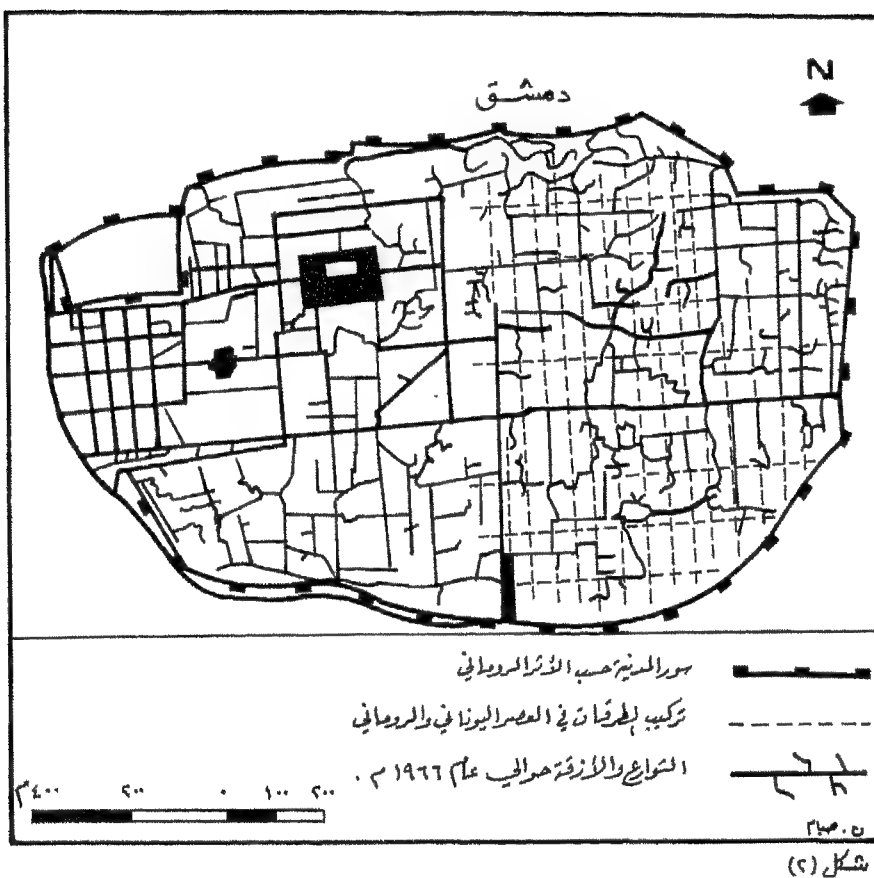 N
دمشق
سور المدينة حسب الأثر الروماني
تركيب الطرقات في العصر اليوناني والروماني
الشوارع والأزقة حوالي عام ١٩٦٦ م.
٤٠٠م ٢٠٠ ٠ ١٠٠ ٢٠٠
شكل (٢)